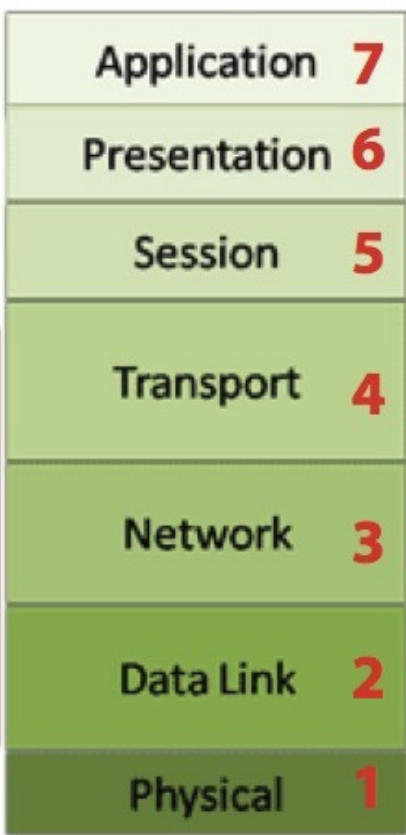 Application 7
Presentation 6
Session 5
Transport 4
Network 3
Data Link 2
Physical 1